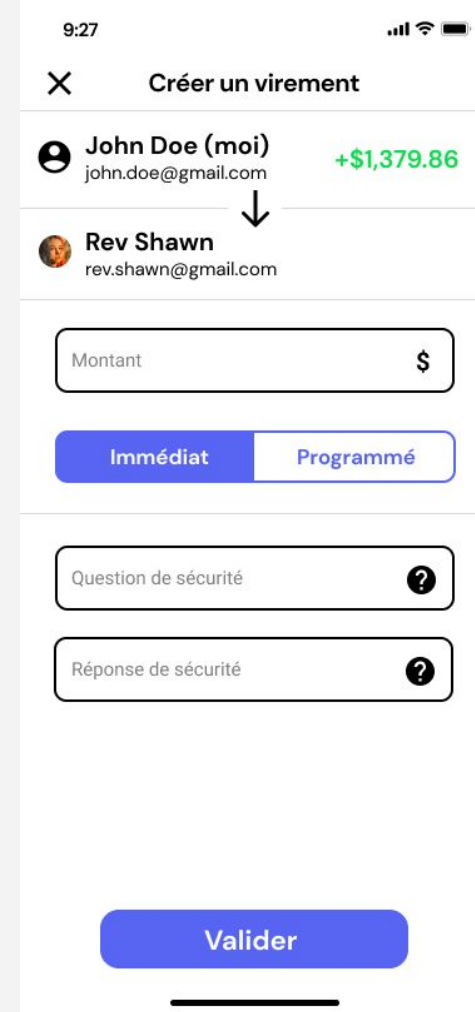 9:27
Créer un virement
John Doe (moi)
john.doe@gmail.com
+$1,379.86
Rev Shawn
rev.shawn@gmail.com
Montant
$
Immédiat
Programmé
Question de sécurité
?
Réponse de sécurité
?
Valider